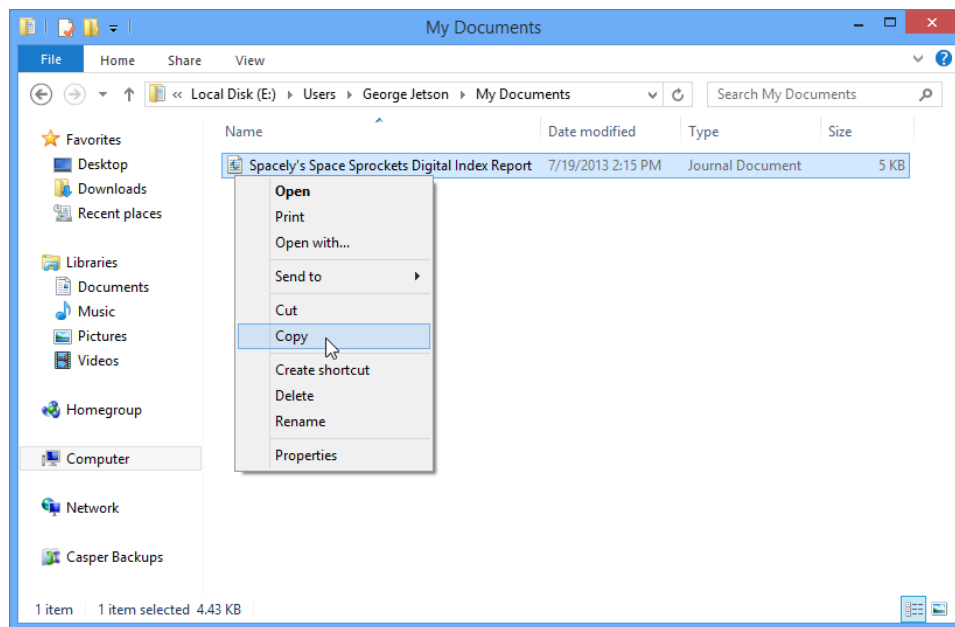 My Documents
File Home Share View
« Local Disk (E:) Users George Jetson My Documents Search My Documents
Name Date modified Type Size
Favorites
Desktop
Downloads
Recent places
Libraries
Documents
Music
Pictures
Videos
Homegroup
Computer
Network
Casper Backups
Spacely's Space Sprockets Digital Index Report 7/19/2013 2:15 PM Journal Document 5 KB
Open
Print
Open with...
Send to
Cut
Copy
Create shortcut
Delete
Rename
Properties
1 item 1 item selected 4.43 KB